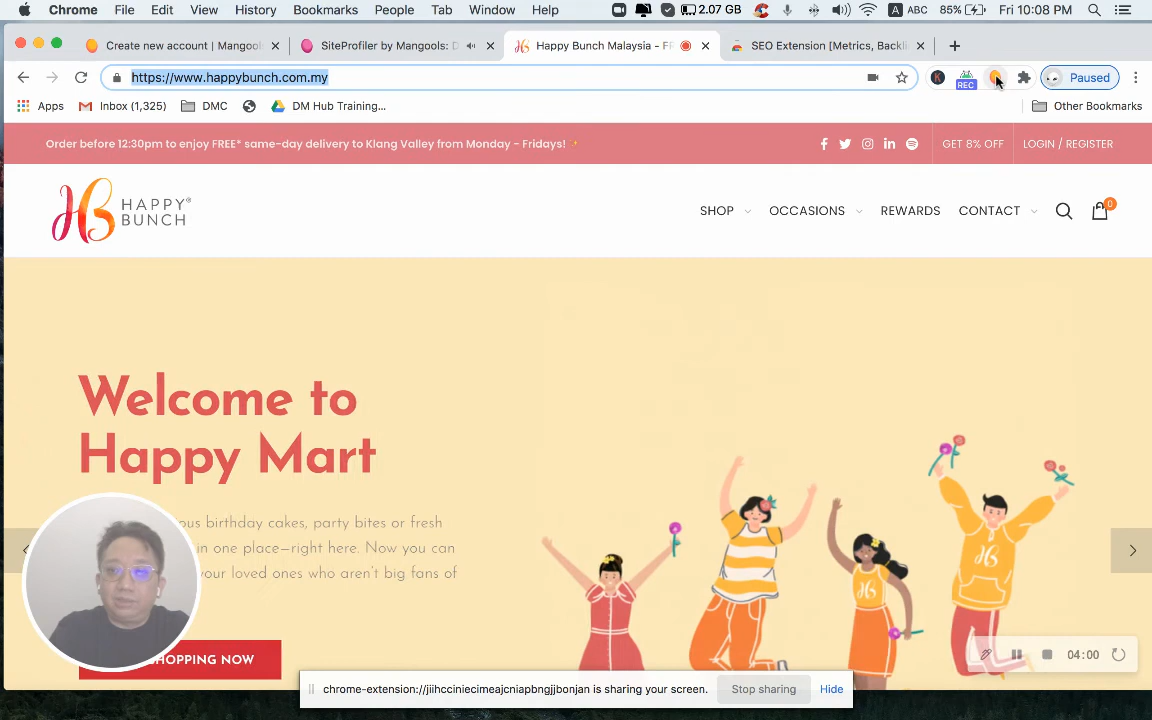 Chrome File Edit View History Bookmarks People Tab Window Help 2.07 GB A ABC 85% Fri 10:08 PM
Create new account | Mangool
SiteProfiler by Mangools: D
Happy Bunch Malaysia - FR
SEO Extension [Metrics, Backli
https://www.happybunch.com.my
K
REC
Paused
Apps Inbox (1,325) DMC DM Hub Training... Other Bookmarks
Order before 12:30pm to enjoy FREE* same-day delivery to Klang Valley from Monday - Fridays!
GET 8% OFF LOGIN / REGISTER
HB HAPPY®
BUNCH
SHOP OCCASIONS REWARDS CONTACT 0
Welcome to
Happy Mart
ous birthday cakes, party bites or fresh
in one place—right here. Now you can
your loved ones who aren't big fans of
SHOPPING NOW
04:00
chrome-extension://jiihcciniecimeajcniapbngjjbonjan is sharing your screen. Stop sharing Hide